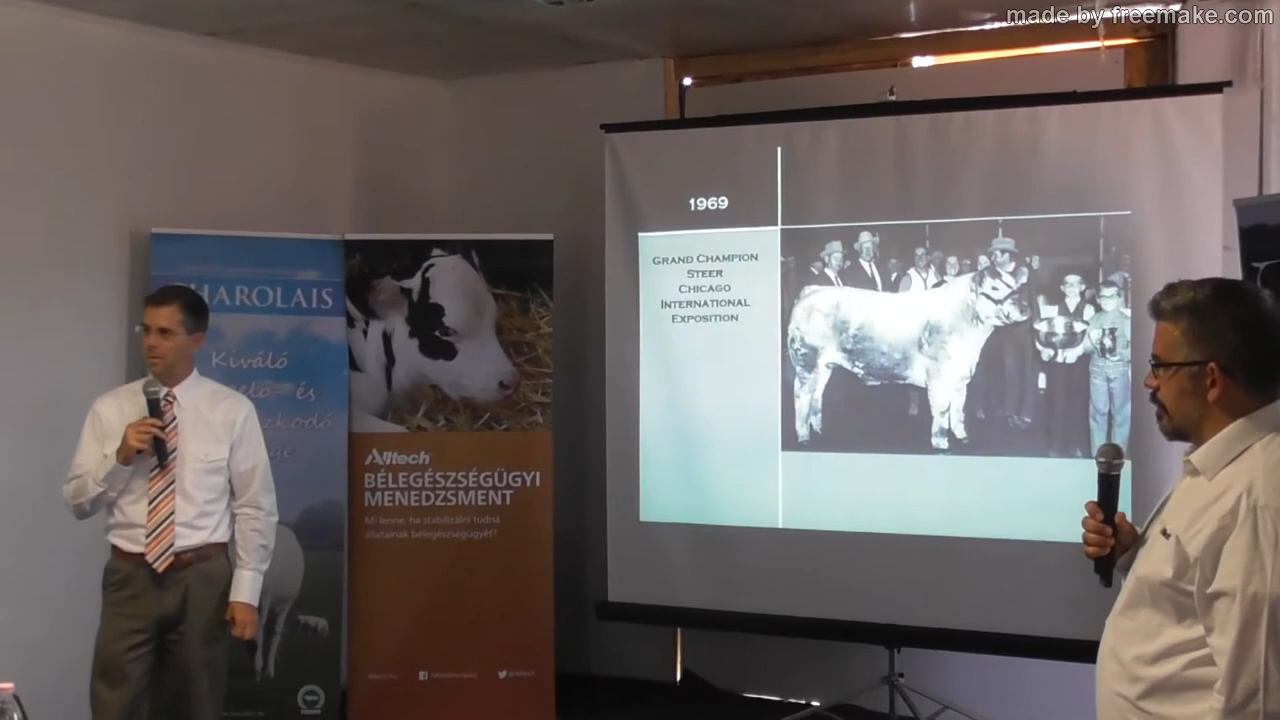 made by freemake.com
1969
GRAND CHAMPION
STEER
CHICAGO
INTERNATIONAL
EXPOSITION
HAROLAIS
Kiváló
és
Alltech
BÉLEGÉSZSÉGÜGYI
MENEDZSMENT
Mi lenne, ha stabilizálni tudná
állatainak bélegészségügyét?